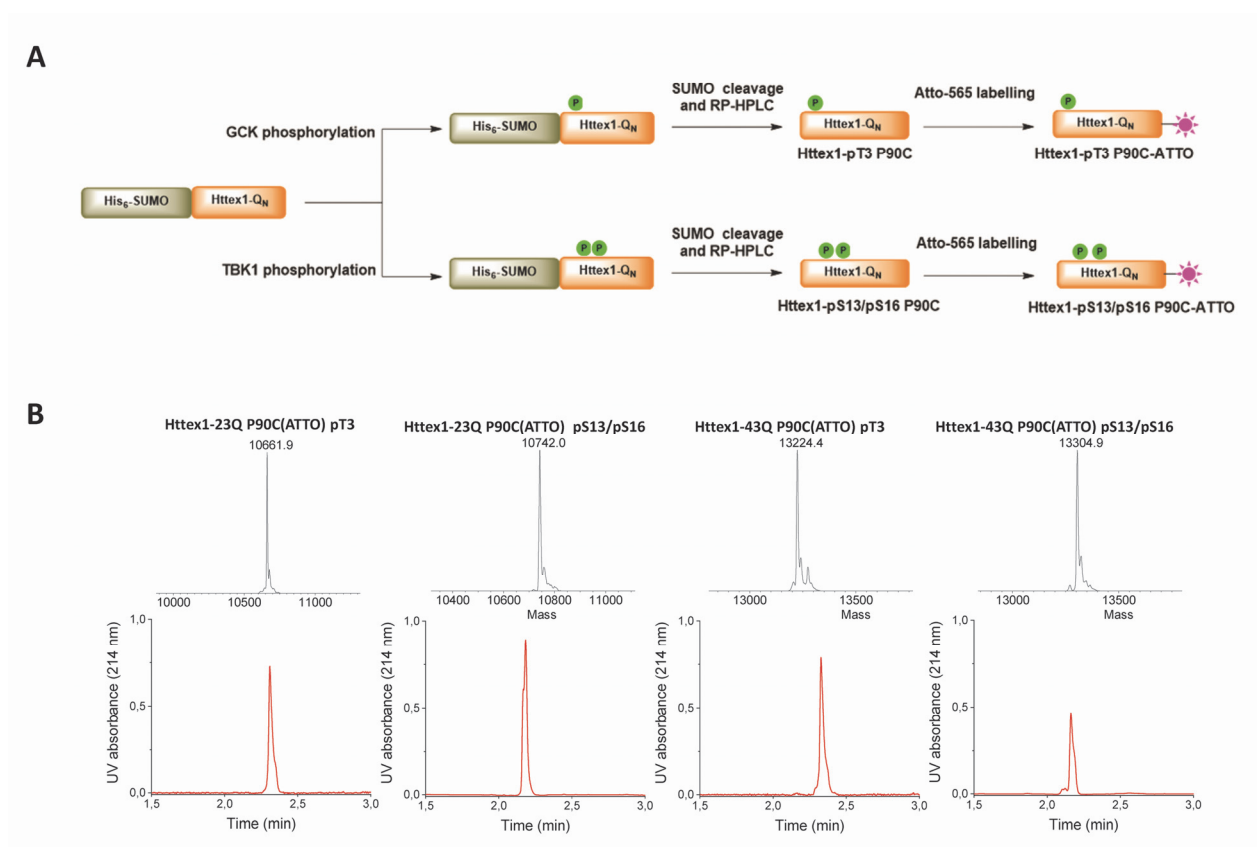 A
GCK phosphorylation
TBK1 phosphorylation
His6-SUMO
Httex1-QN
P
His6-SUMO
Httex1-QN
SUMO cleavage
and RP-HPLC
P
Httex1-QN
Httex1-pT3 P90C
Atto-565 labelling
P
Httex1-QN
Httex1-pT3 P90C-ATTO
P P
His6-SUMO
Httex1-QN
SUMO cleavage
and RP-HPLC
P P
Httex1-QN
Httex1-pS13/pS16 P90C
Atto-565 labelling
P P
Httex1-QN
Httex1-pS13/pS16 P90C-ATTO
B
Httex1-23Q P90C(ATTO) pT3
10661.9
10000 10500 11000
UV absorbance (214 nm)
1,0
0,5
0,0
1,5 2,0 2,5 3,0
Time (min)
Httex1-23Q P90C(ATTO) pS13/pS16
10742.0
10400 10600 10800 11000
Mass
UV absorbance (214 nm)
1,0
0,5
0,0
1,5 2,0 2,5 3,0
Time (min)
Httex1-43Q P90C(ATTO) pT3
13224.4
13000 13500
Mass
UV absorbance (214 nm)
1,0
0,5
0,0
1,5 2,0 2,5 3,0
Time (min)
Httex1-43Q P90C(ATTO) pS13/pS16
13304.9
13000 13500
Mass
UV absorbance (214 nm)
1,0
0,5
0,0
1,5 2,0 2,5 3,0
Time (min)